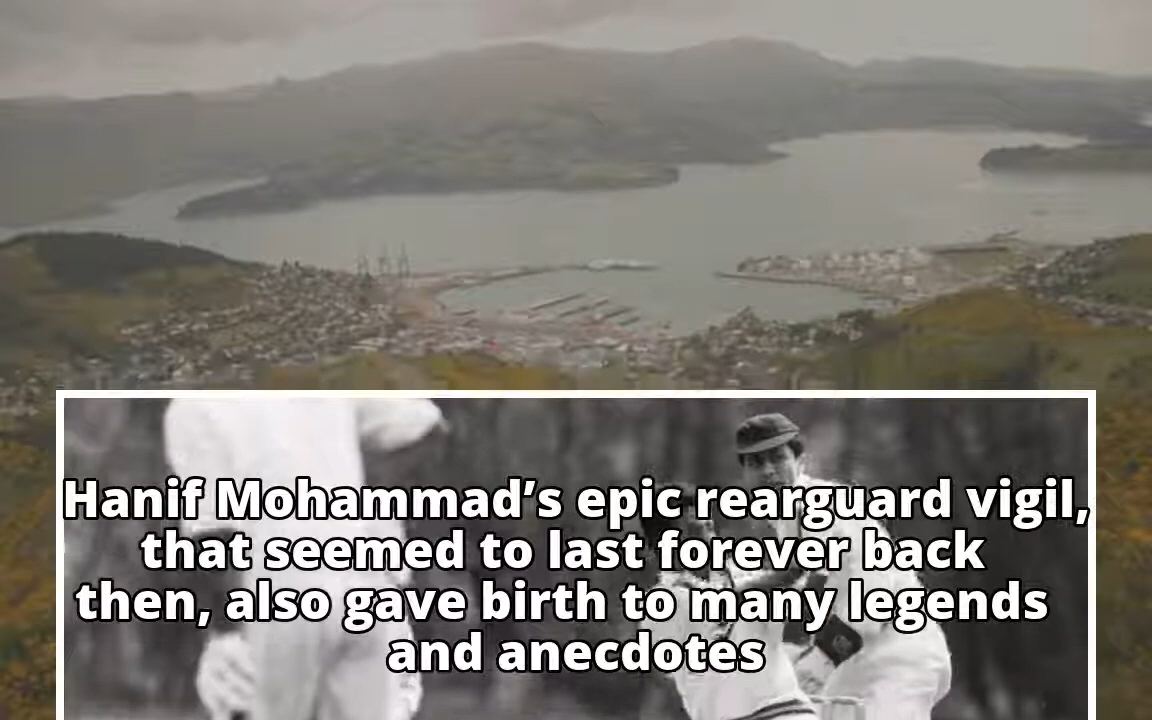 Hanif Mohammad’s epic rearguard vigil,
that seemed to last forever back
then, also gave birth to many legends
and anecdotes